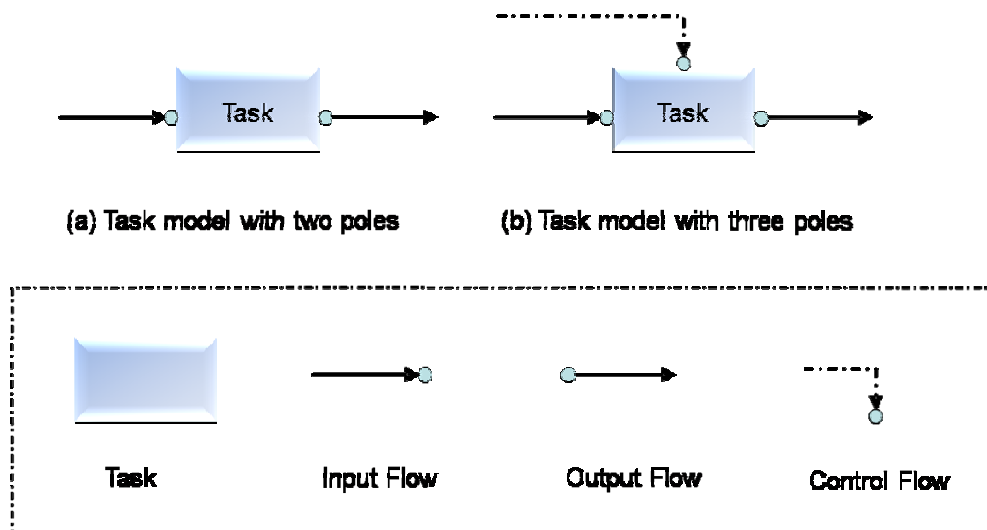 Task
Task
(a) Task model with two poles
(b) Task model with three poles
Task
Input Flow
Output Flow
Control Flow